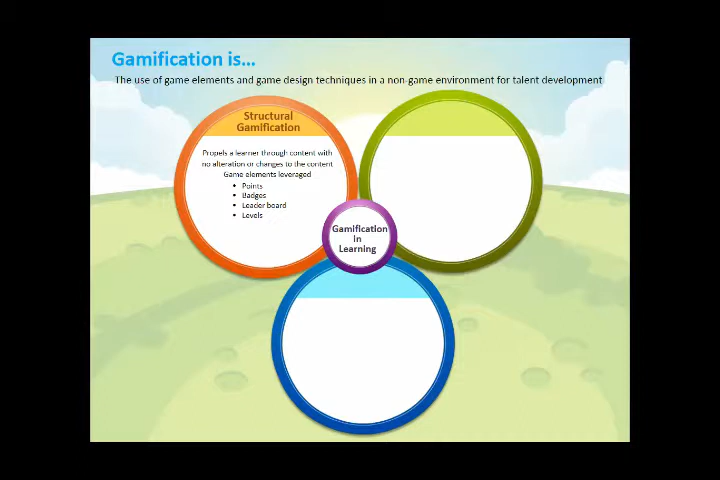 Gamification is...
The use of game elements and game design techniques in a non-game environment for talent development
Structural
Gamification
Propels a learner through content with
no alteration or changes to the content
Game elements leveraged
• Points
• Badges
• Leader board
• Levels
Gamification
in
Learning